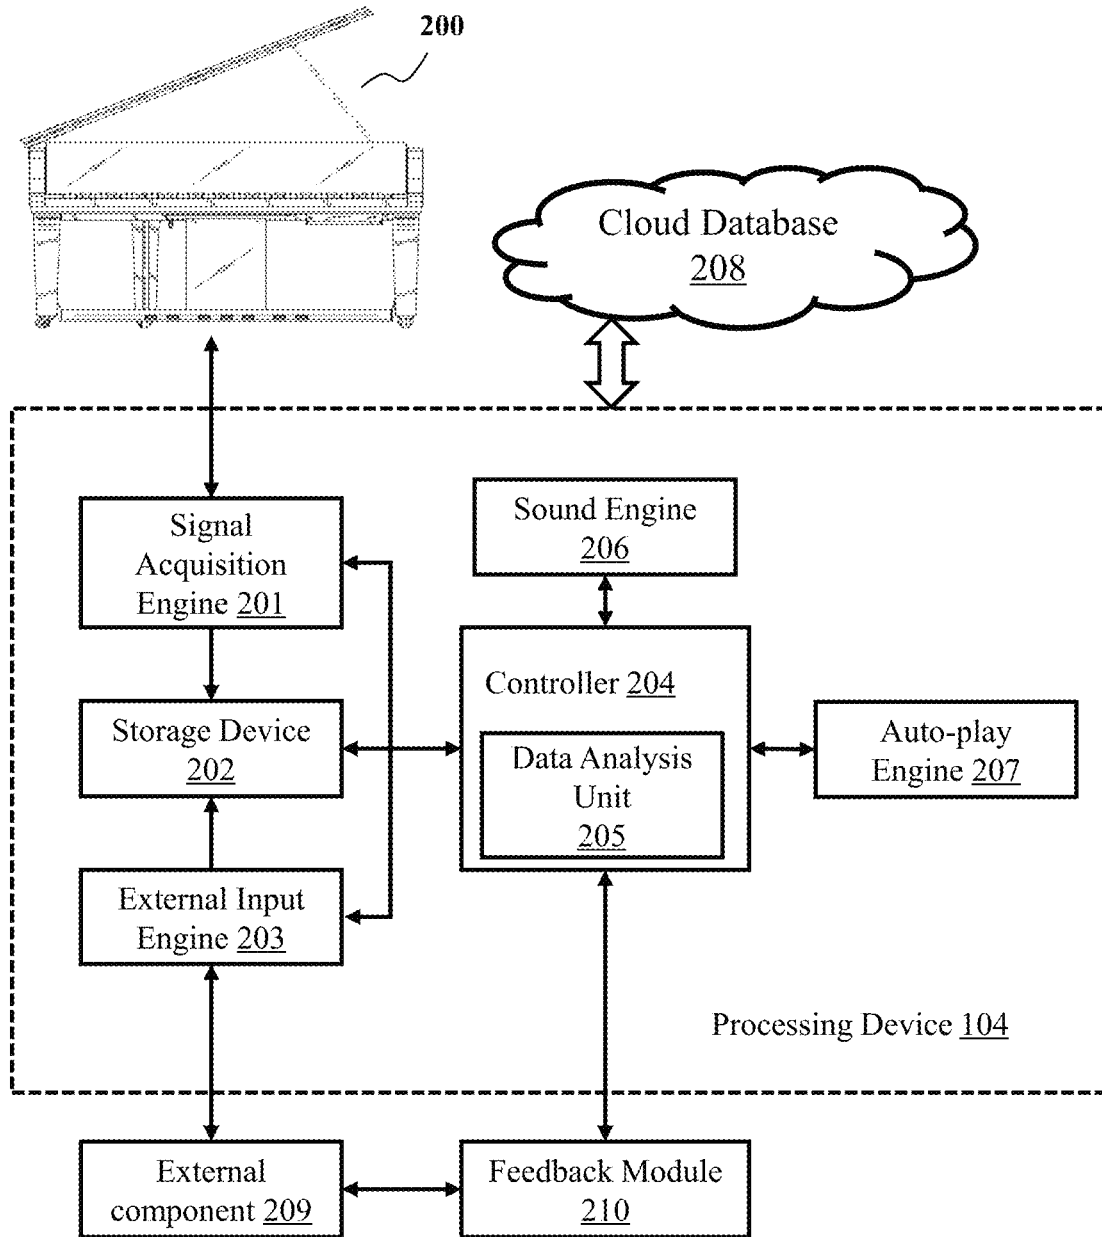 200
Cloud Database
208
Signal
Acquisition
Engine 201
Sound Engine
206
Storage Device
202
Controller 204
Data Analysis
Unit
205
Auto-play
Engine 207
External Input
Engine 203
Processing Device 104
External
component 209
Feedback Module
210